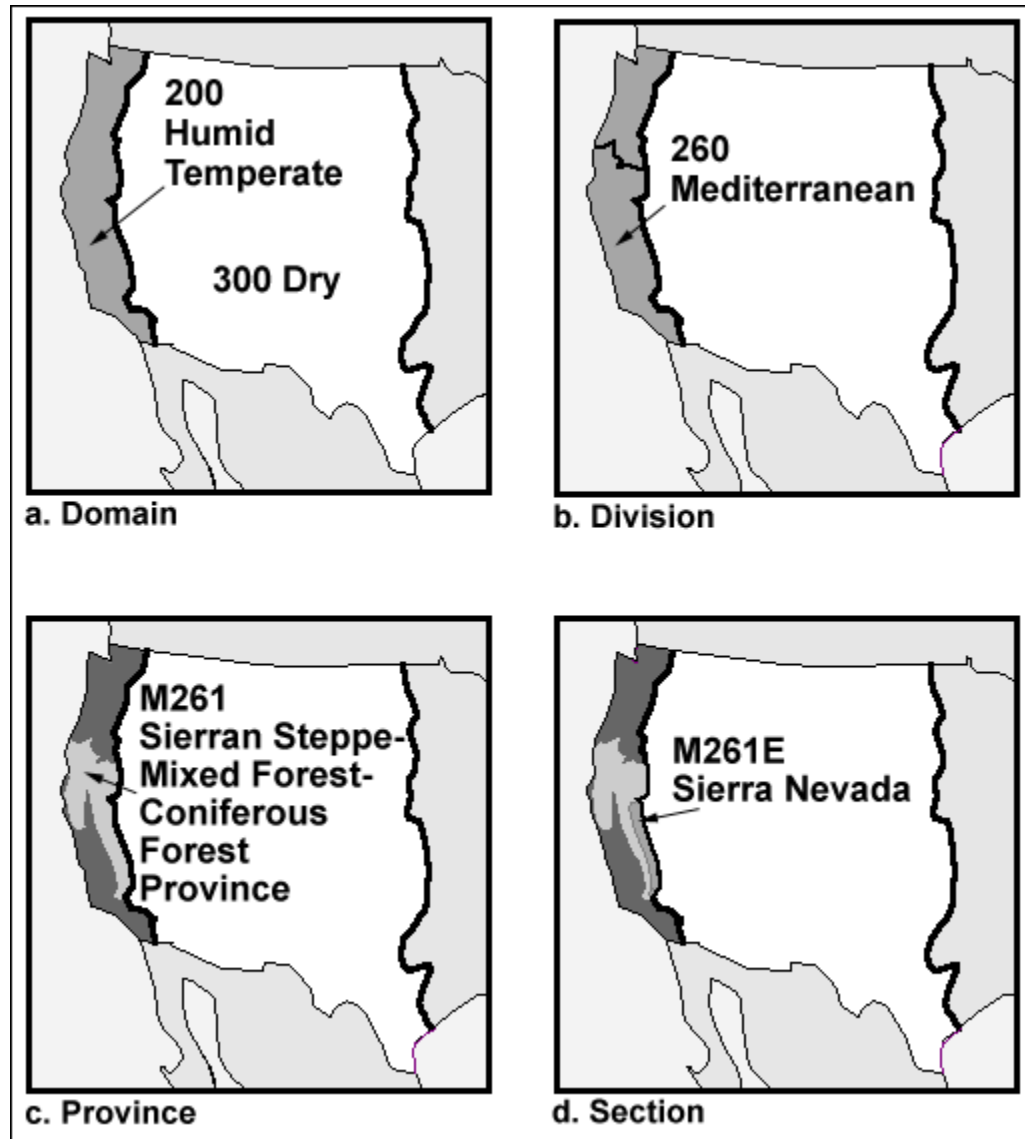 200
Humid
Temperate
300 Dry
a. Domain
260
Mediterranean
b. Division
M261
Sierran Steppe-
Mixed Forest-
Coniferous
Forest
Province
c. Province
M261E
Sierra Nevada
d. Section